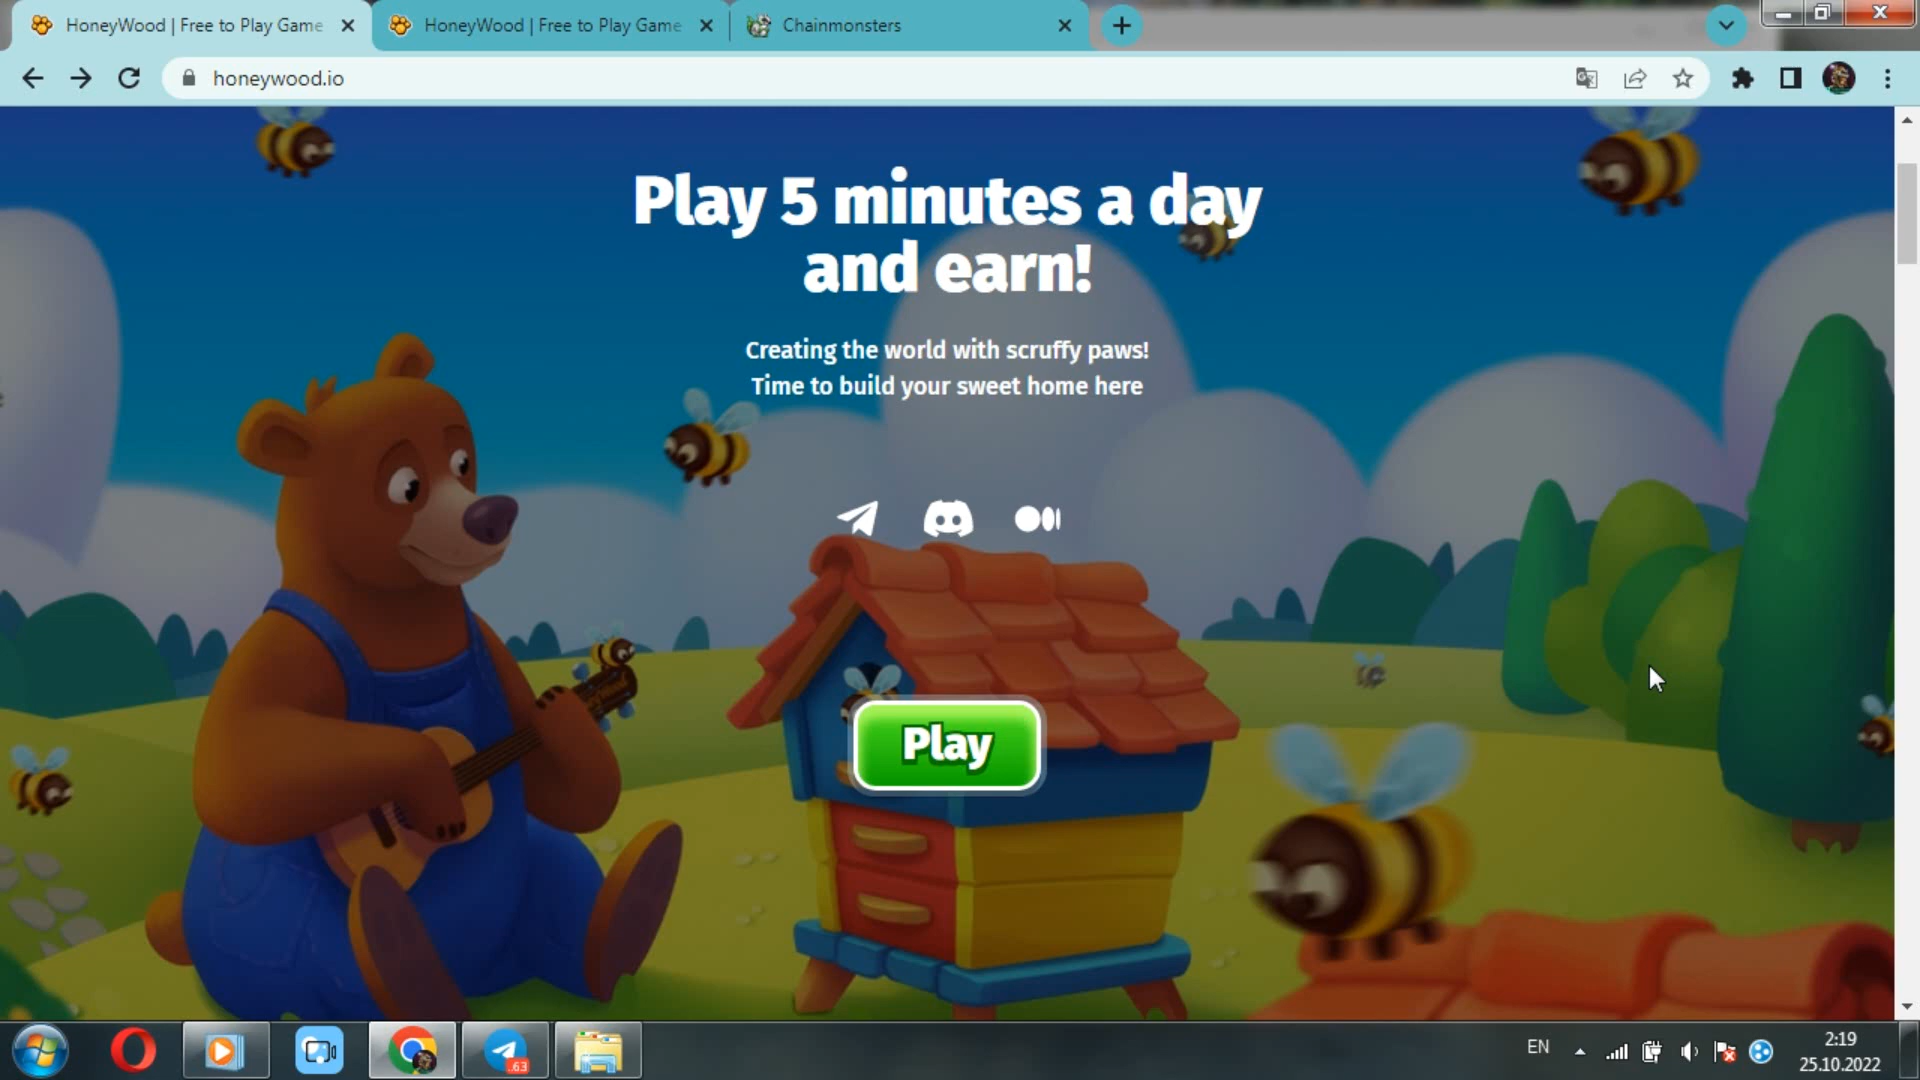 HoneyWood | Free to Play Game
HoneyWood | Free to Play Game
Chainmonsters
honeywood.io
Play 5 minutes a day
and earn!
Creating the world with scruffy paws!
Time to build your sweet home here
Play
63
EN
2:19
25.10.2022